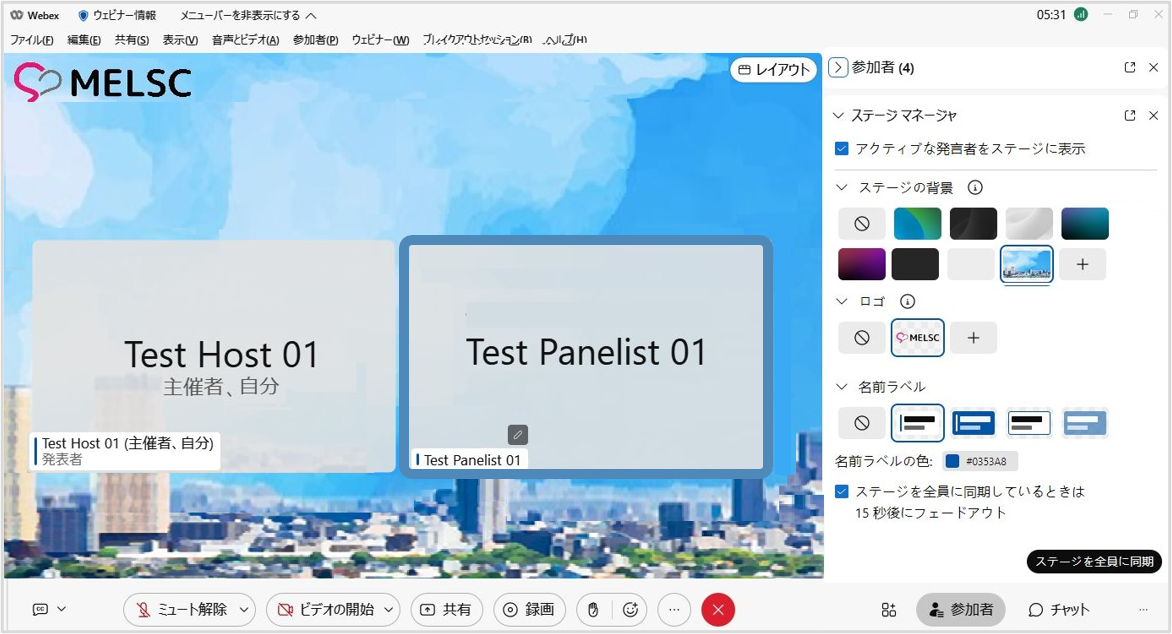 Webex ウェビナー情報 メニューバーを非表示にする 05:31
ファイル(F) 編集(E) 共有(S) 表示(V) 音声とビデオ(A) 参加者(P) ウェビナー(W) ブレイクアウトセッション(B) ヘルプ(H)
MELSC
レイアウト
参加者 (4)
ステージ マネージャ
アクティブな発言者をステージに表示
ステージの背景
ロゴ
MELSC
名前ラベル
名前ラベルの色: #0353A8
ステージを全員に同期しているときは
15 秒後にフェードアウト
ステージを全員に同期
Test Host 01
主催者、自分
Test Host 01 (主催者、自分)
発表者
Test Panelist 01
Test Panelist 01
ミュート解除 ビデオの開始 共有 録画 参加者 チャット